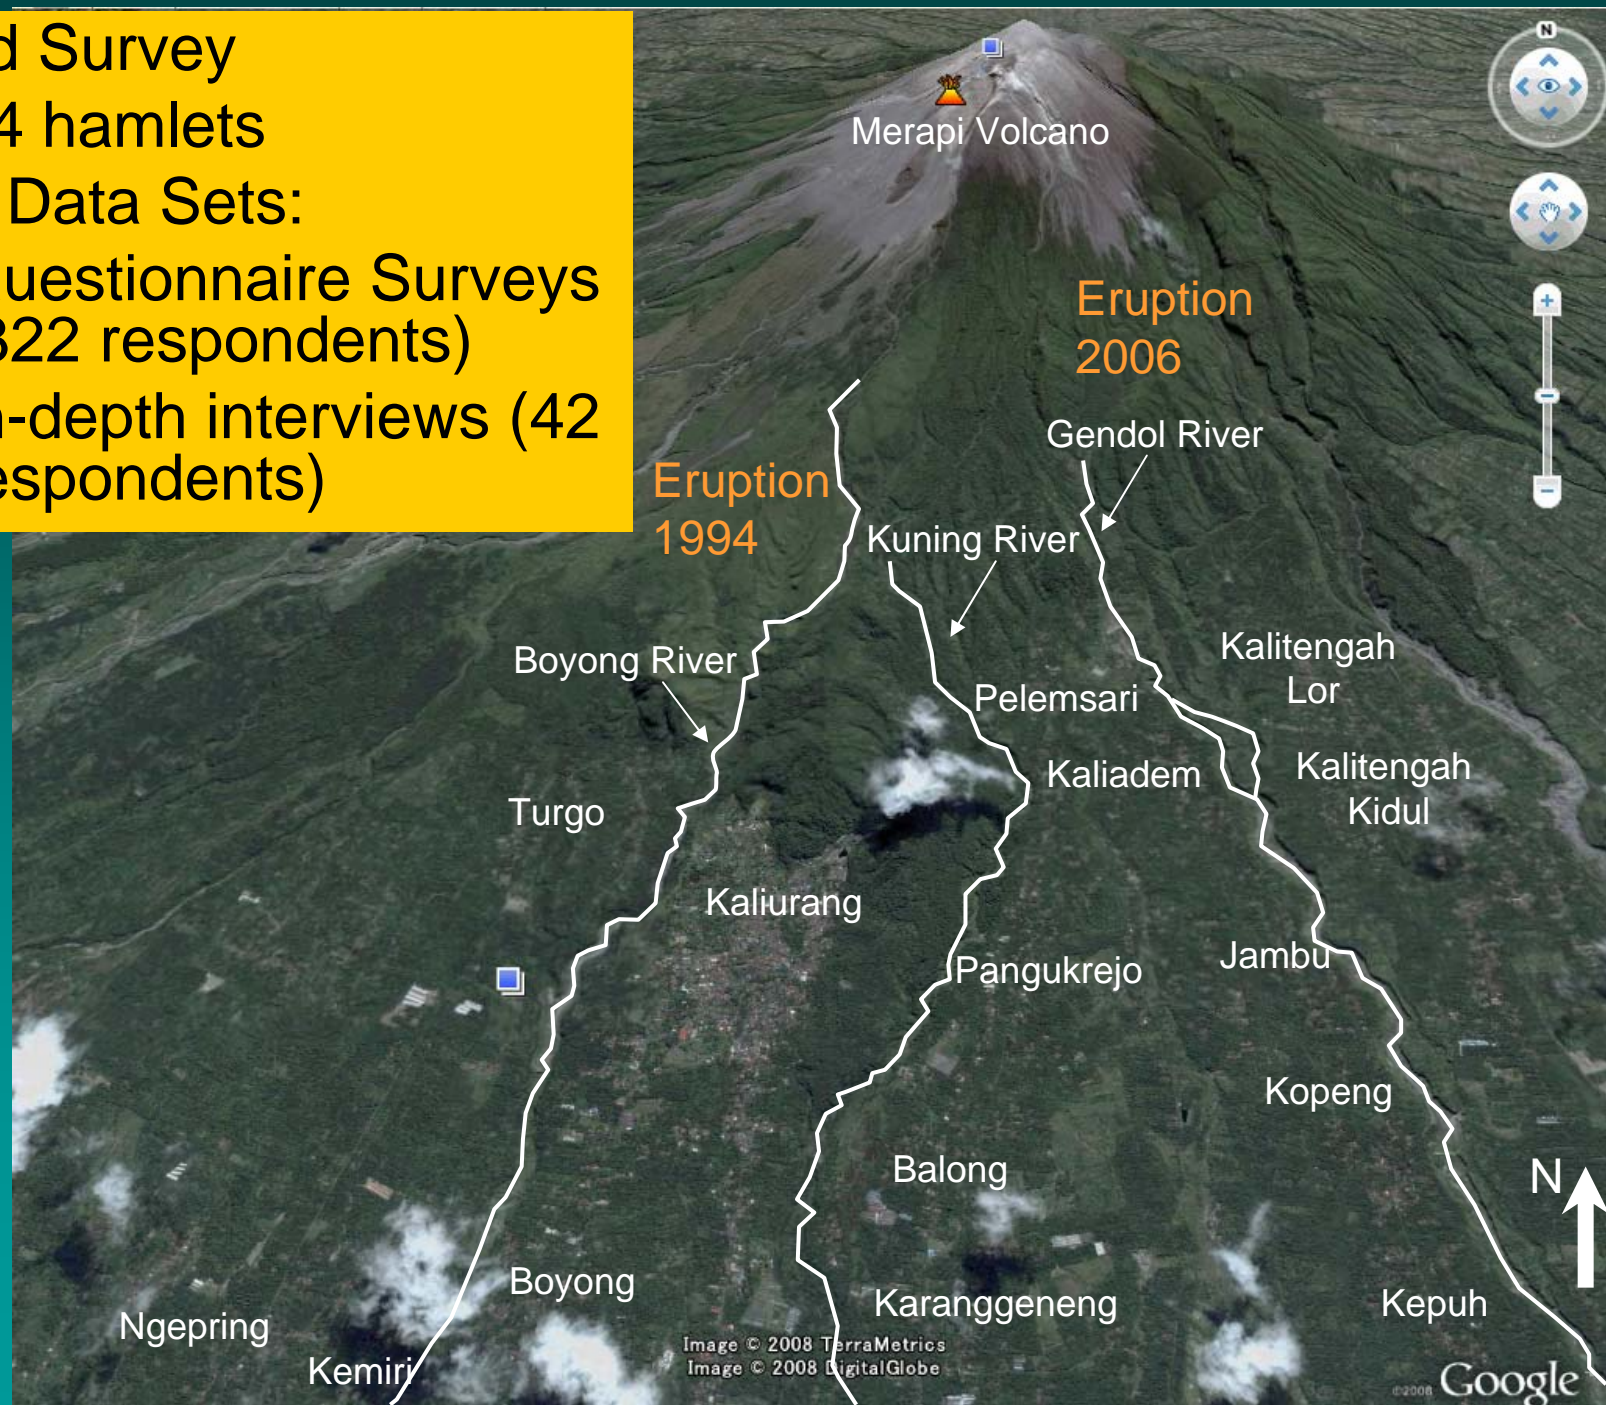 d Survey
4 hamlets
Data Sets:
uestionnaire Surveys
322 respondents)
-depth interviews (42
espondents)
N
Merapi Volcano
Eruption
2006
Gendol River
Eruption
1994
Kuning River
Boyong River
Kalitengah
Lor
Pelemsari
Kaliadem
Kalitengah
Kidul
Turgo
Kaliurang
Pangukrejo
Jambu
Kopeng
Balong
N
Boyong
Karanggeneng
Kepuh
Ngepring
Kemiri
Image © 2008 TerraMetrics
Image © 2008 DigitalGlobe
©2008 Google